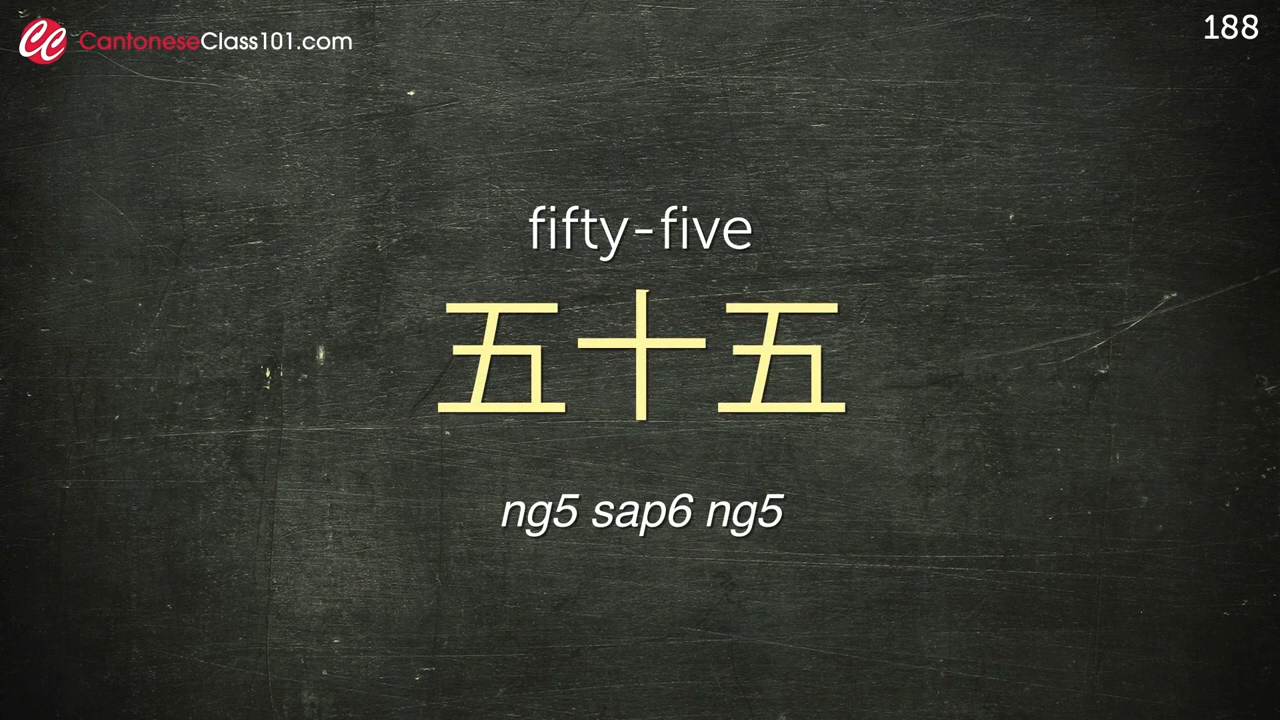 CantoneseClass101.com
188
fifty-five
五十五
ng5 sap6 ng5